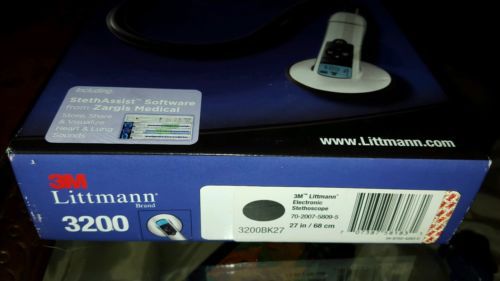 Including:
StethAssist™ Software
from Zargis Medical
Store, Share
& Visualize
Heart & Lung
Sounds
www.Littmann.com
3M
Littmann®
Brand
3200
3M™ Littmann®
Electronic
Stethoscope
70-2007-5809-5
3200BK27
27 in / 68 cm